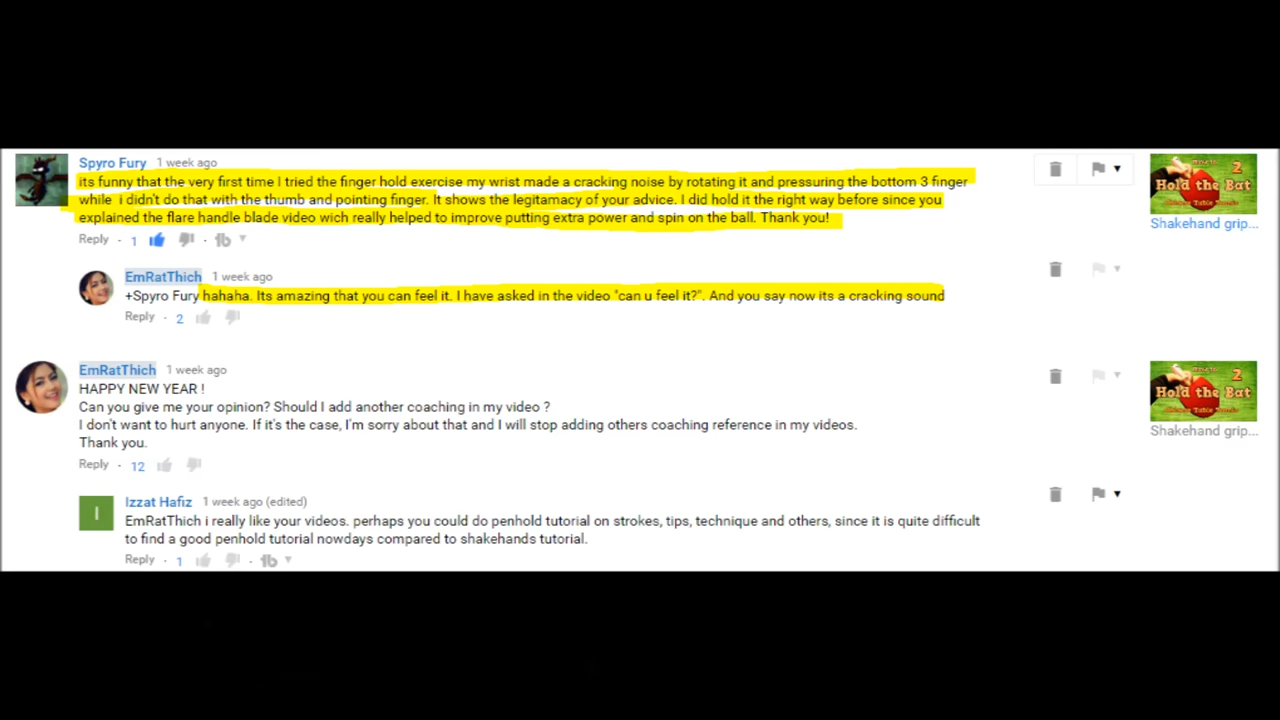 Spyro Fury 1 week ago
its funny that the very first time I tried the finger hold exercise my wrist made a cracking noise by rotating it and pressuring the bottom 3 finger
while i didn't do that with the thumb and pointing finger. It shows the legitamacy of your advice. I did hold it the right way before since you
explained the flare handle blade video wich really helped to improve putting extra power and spin on the ball. Thank you!
Reply · 1
2
Hold the Bat
Shakehand grip...
EmRatThich 1 week ago
+Spyro Fury hahaha. Its amazing that you can feel it. I have asked in the video "can u feel it?". And you say now its a cracking sound
Reply · 2
EmRatThich 1 week ago
HAPPY NEW YEAR !
Can you give me your opinion? Should I add another coaching in my video ?
I don't want to hurt anyone. If it's the case, I'm sorry about that and I will stop adding others coaching reference in my videos.
Thank you.
Reply · 12
2
Hold the Bat
Shakehand grip...
I
Izzat Hafiz 1 week ago (edited)
EmRatThich i really like your videos. perhaps you could do penhold tutorial on strokes, tips, technique and others, since it is quite difficult
to find a good penhold tutorial nowdays compared to shakehands tutorial.
Reply · 1